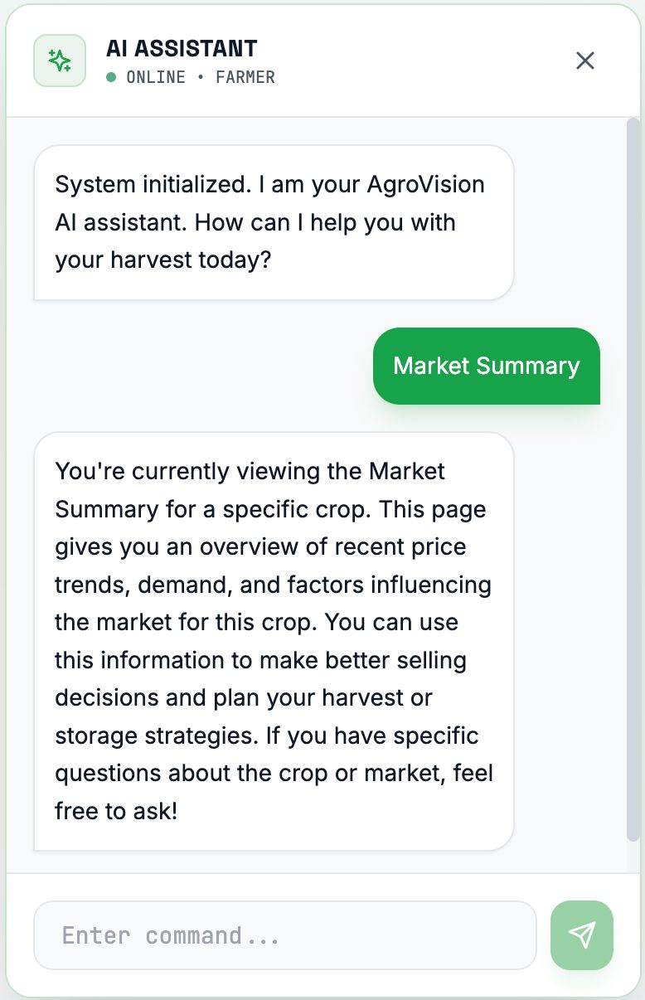 AI ASSISTANT
ONLINE • FARMER
System initialized. I am your AgroVision
AI assistant. How can I help you with
your harvest today?
Market Summary
You're currently viewing the Market
Summary for a specific crop. This page
gives you an overview of recent price
trends, demand, and factors influencing
the market for this crop. You can use
this information to make better selling
decisions and plan your harvest or
storage strategies. If you have specific
questions about the crop or market, feel
free to ask!
Enter command...